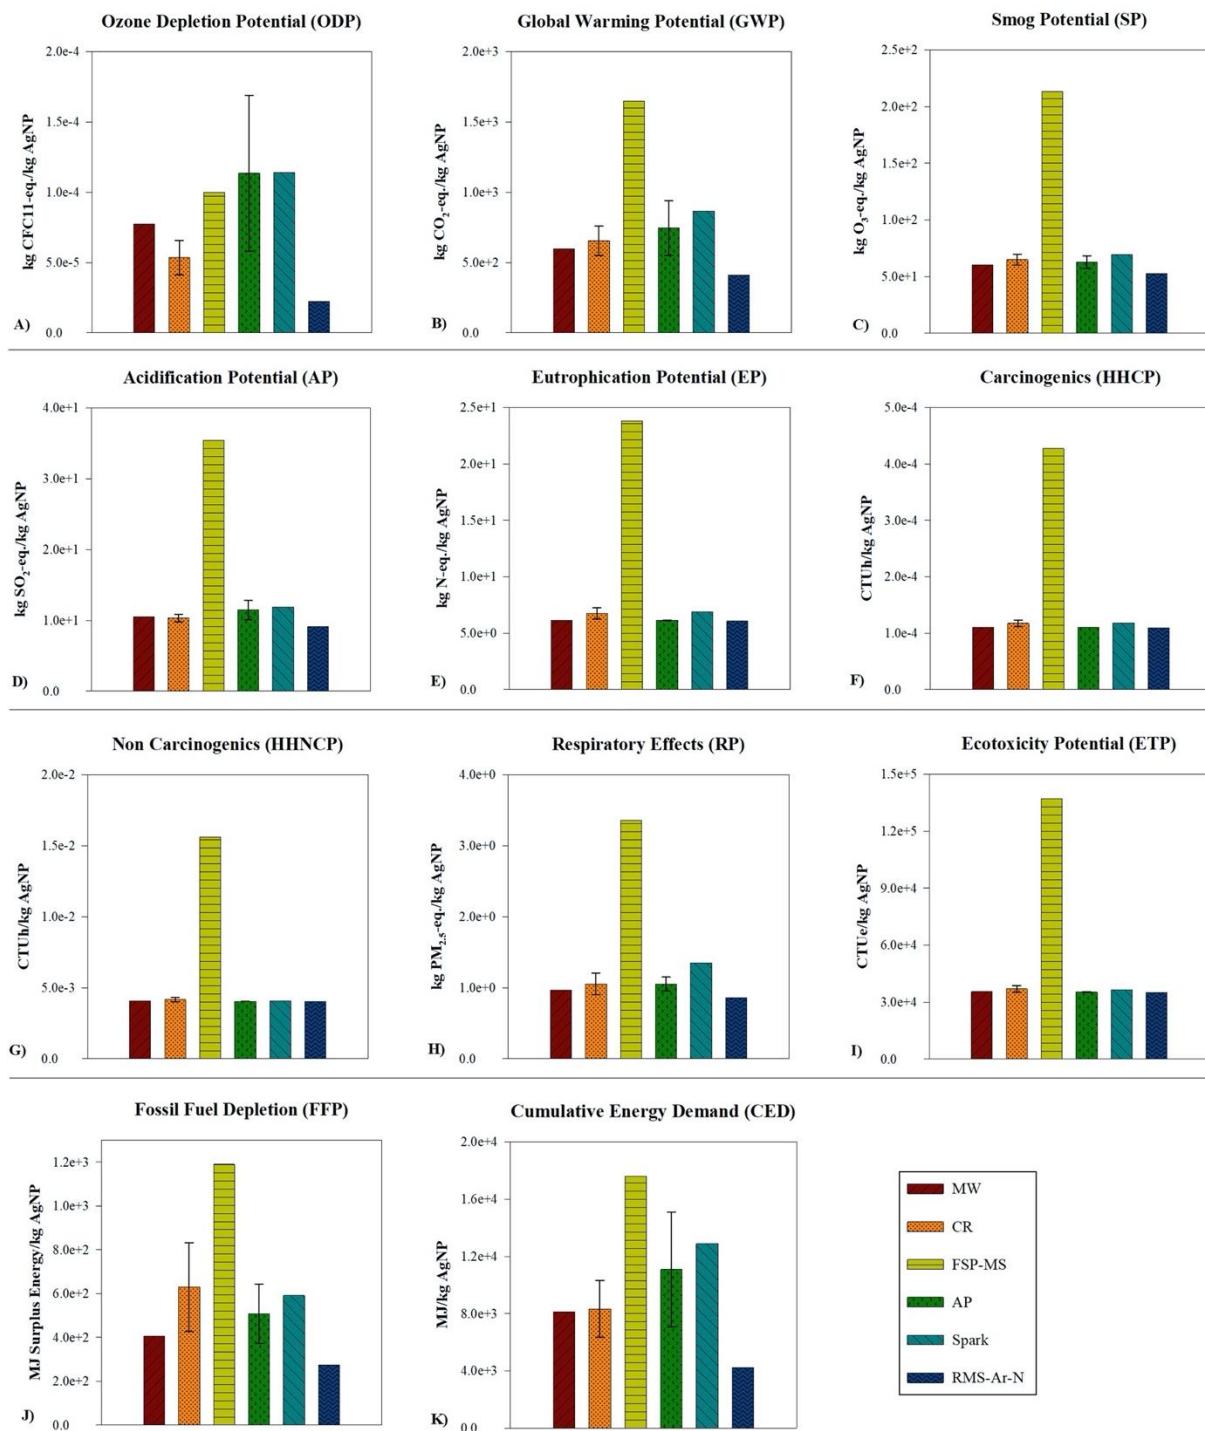 Ozone Depletion Potential (ODP)
kg CFC11-eq./kg AgNP
2.0e-4
1.5e-4
1.0e-4
5.0e-5
0.0
A)
Global Warming Potential (GWP)
kg CO₂-eq./kg AgNP
2.0e+3
1.5e+3
1.0e+3
5.0e+2
0.0
B)
Smog Potential (SP)
kg O₃-eq./kg AgNP
2.5e+2
2.0e+2
1.5e+2
1.0e+2
5.0e+1
0.0
C)
Acidification Potential (AP)
kg SO₂-eq./kg AgNP
4.0e+1
3.0e+1
2.0e+1
1.0e+1
0.0
D)
Eutrophication Potential (EP)
kg N-eq./kg AgNP
2.5e+1
2.0e+1
1.5e+1
1.0e+1
5.0e+0
0.0
E)
Carcinogenics (HHCP)
CTUh/kg AgNP
5.0e-4
4.0e-4
2.0e-4
1.0e-4
0.0
F)
Non Carcinogenics (HHNCP)
CTUh/kg AgNP
2.0e-2
1.5e-2
1.0e-2
5.0e-3
0.0
G)
Respiratory Effects (RP)
kg PM₂.₅-eq./kg AgNP
4.0e+0
3.0e+0
2.0e+0
1.0e+0
0.0
H)
Ecotoxicity Potential (ETP)
CTUe/kg AgNP
1.5e+5
1.2e+5
9.0e+4
6.0e+4
3.0e+4
0.0
I)
Fossil Fuel Depletion (FFP)
MJ Surplus Energy/kg AgNP
1.2e+3
1.0e+3
8.0e+2
6.0e+2
4.0e+2
2.0e+2
0.0
J)
Cumulative Energy Demand (CED)
MJ/kg AgNP
2.0e+4
1.6e+4
1.2e+4
8.0e+3
4.0e+3
0.0
K)
MW
CR
FSP-MS
AP
Spark
RMS-Ar-N